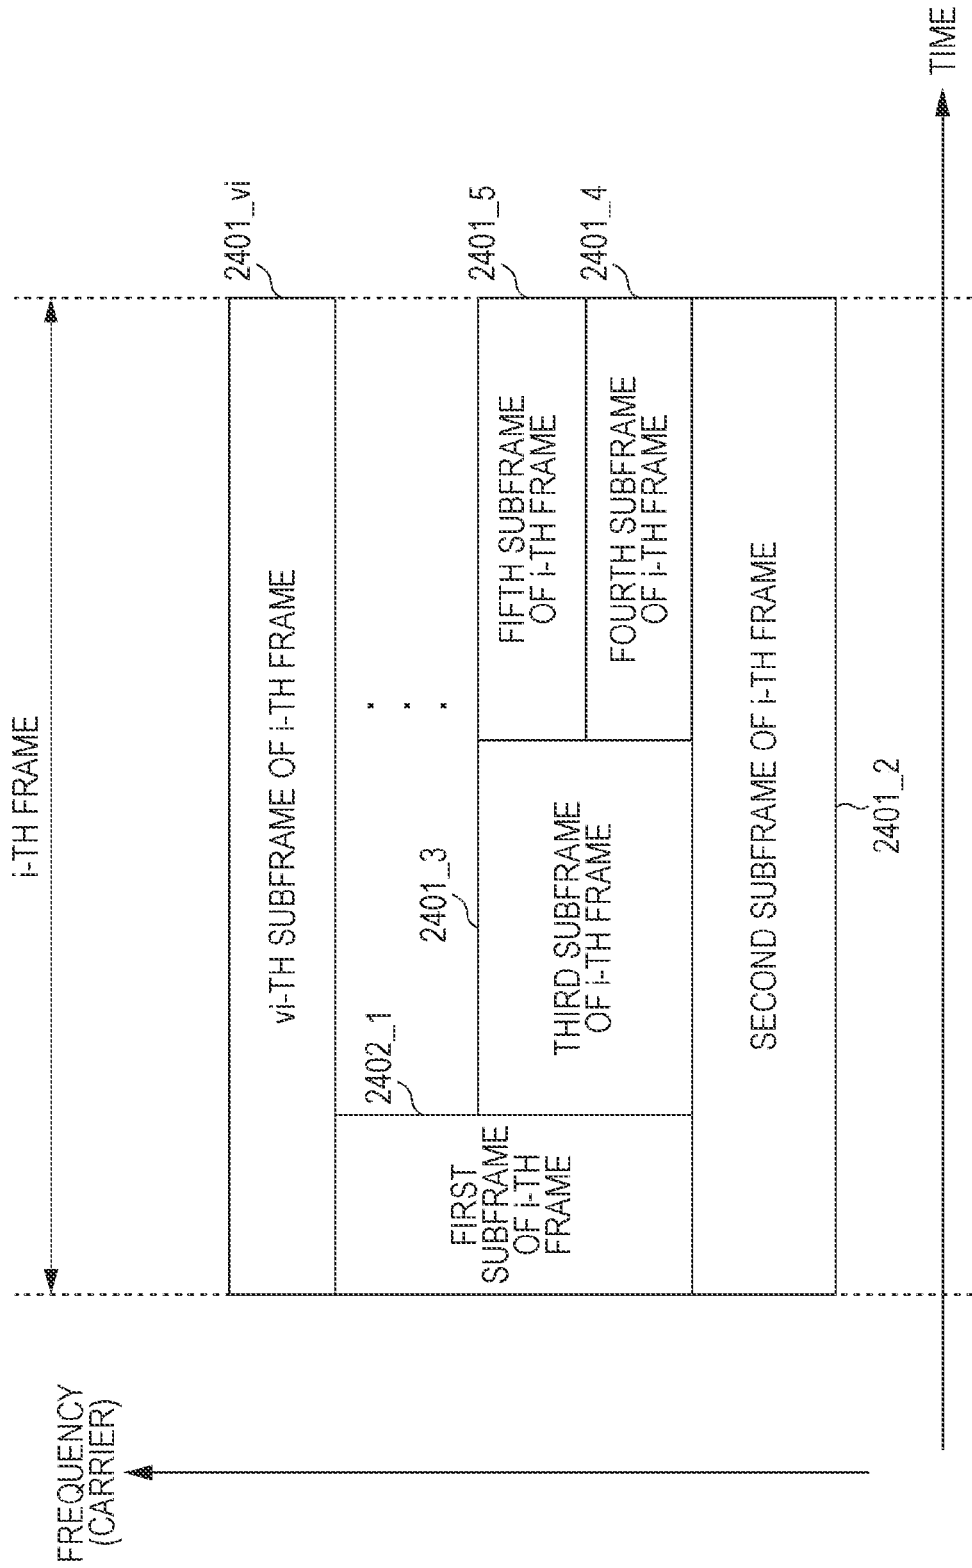 FREQUENCY
(CARRIER)
i-TH FRAME
vi-TH SUBFRAME OF i-TH FRAME
2401_vi
FIRST
SUBFRAME
OF i-TH
FRAME
2402_1
2401_3
THIRD SUBFRAME
OF i-TH FRAME
FIFTH SUBFRAME
OF i-TH FRAME
2401_5
FOURTH SUBFRAME
OF i-TH FRAME
2401_4
SECOND SUBFRAME OF i-TH FRAME
2401_2
TIME